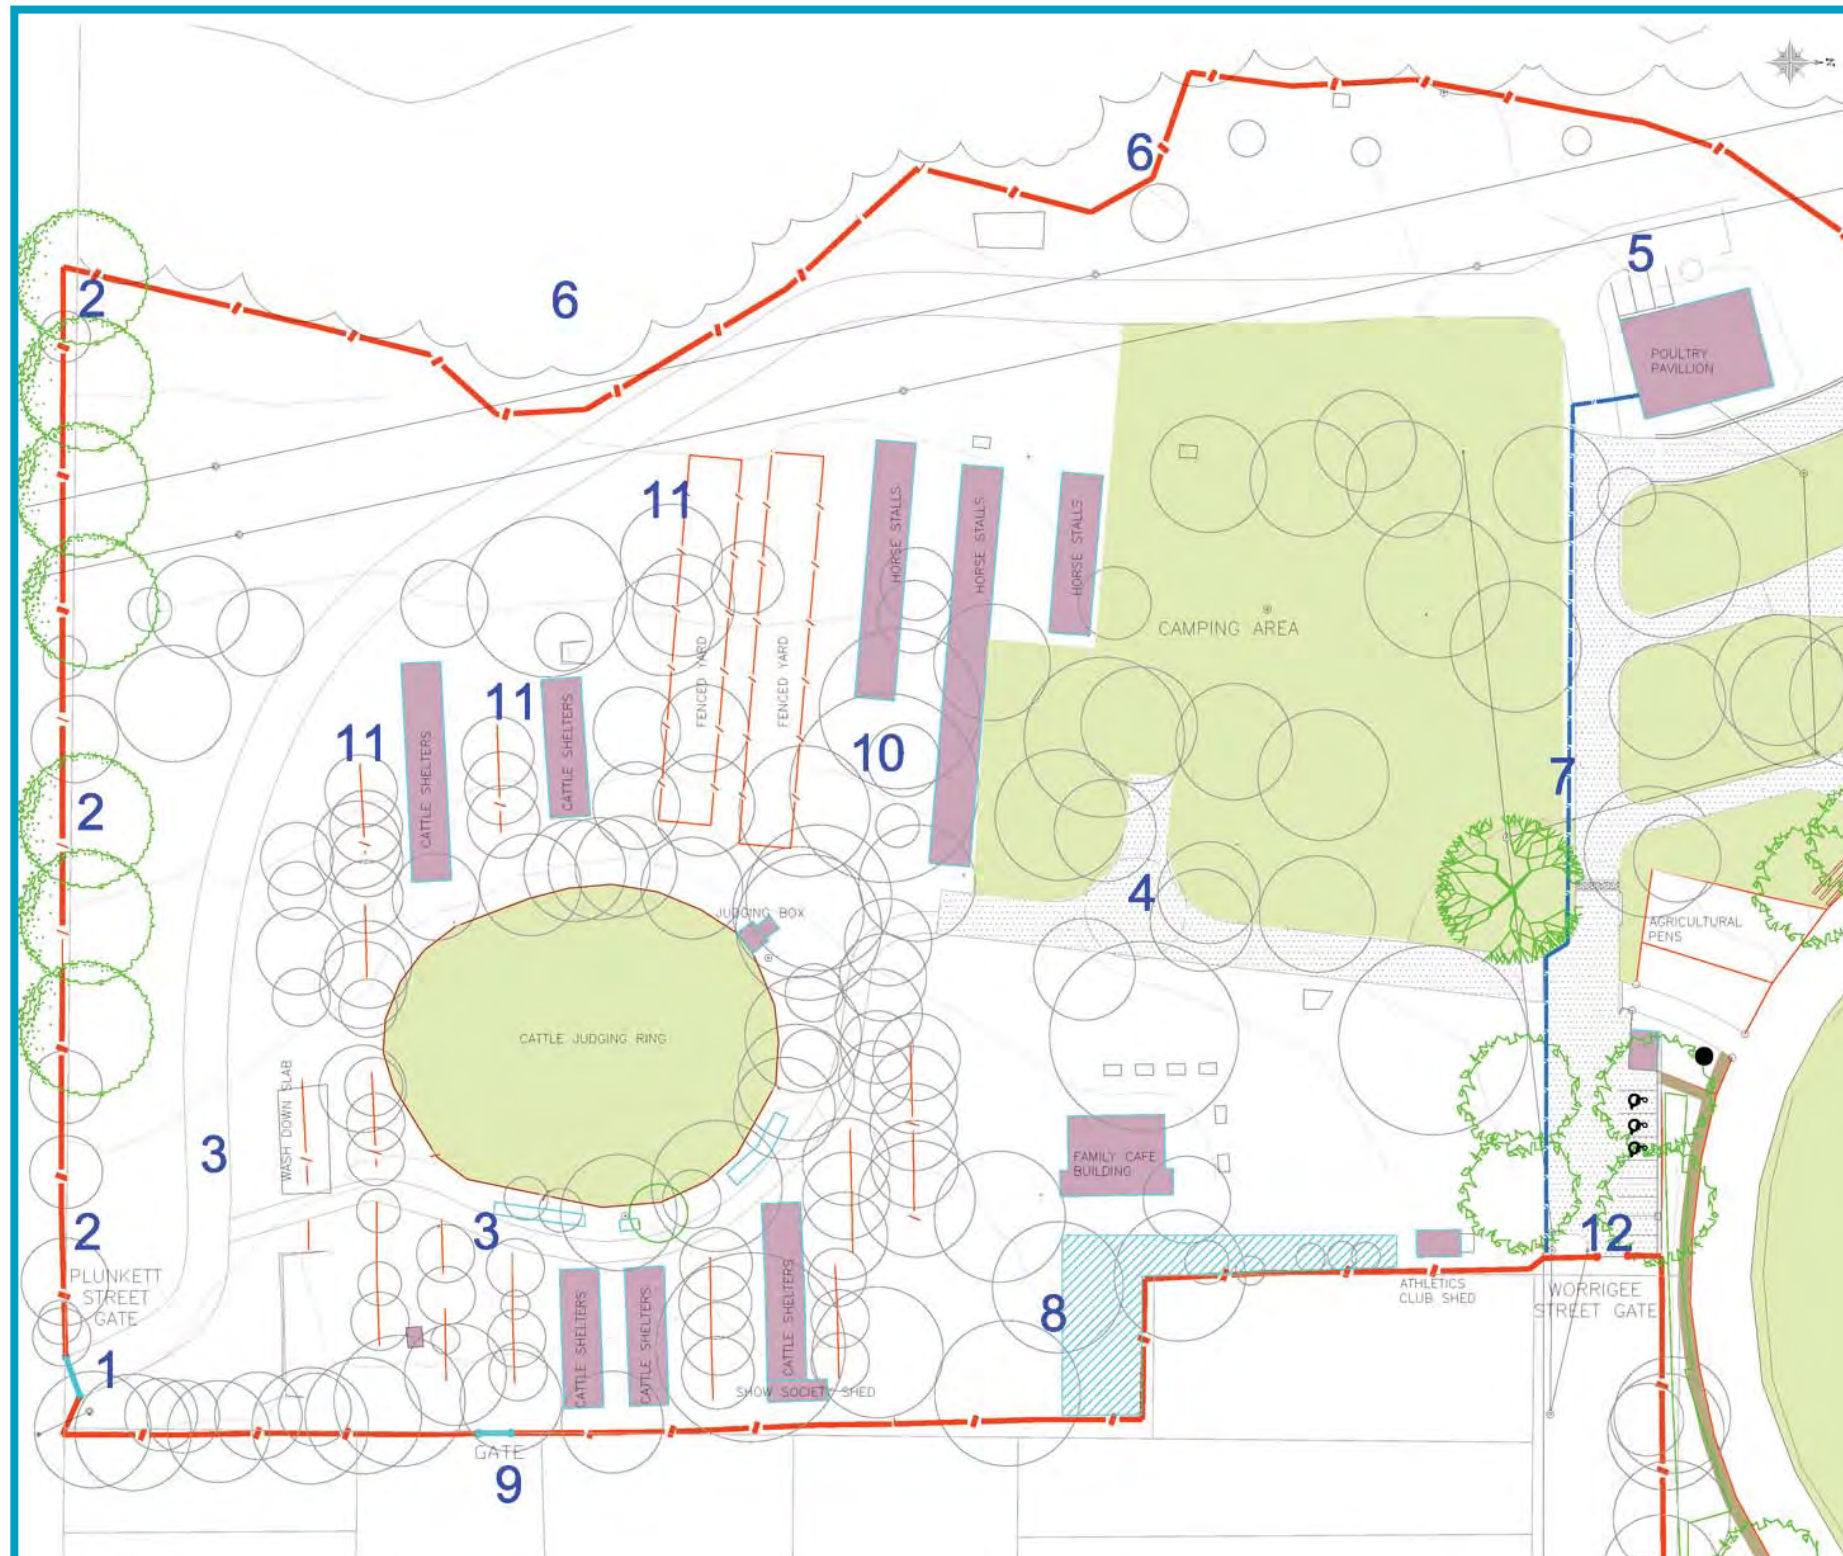 N
6
5
2
6
POULTRY
PAVILLION
11
HORSE STALLS
HORSE STALLS
HORSE STALLS
CAMPING AREA
FENCED YARD
FENCED YARD
11
11
CATTLE SHELTERS
CATTLE SHELTERS
10
7
2
4
JUDGING BOX
AGRICULTURAL
PENS
CATTLE JUDGING RING
WASH DOWN SLAB
3
FAMILY CAFE
BUILDING
2
3
12
PLUNKETT
STREET
GATE
CATTLE SHELTERS
CATTLE SHELTERS
CATTLE SHELTERS
8
ATHLETICS
CLUB SHED
WORRIGEE
STREET GATE
1
SHOW SOCIETY SHED
GATE
9